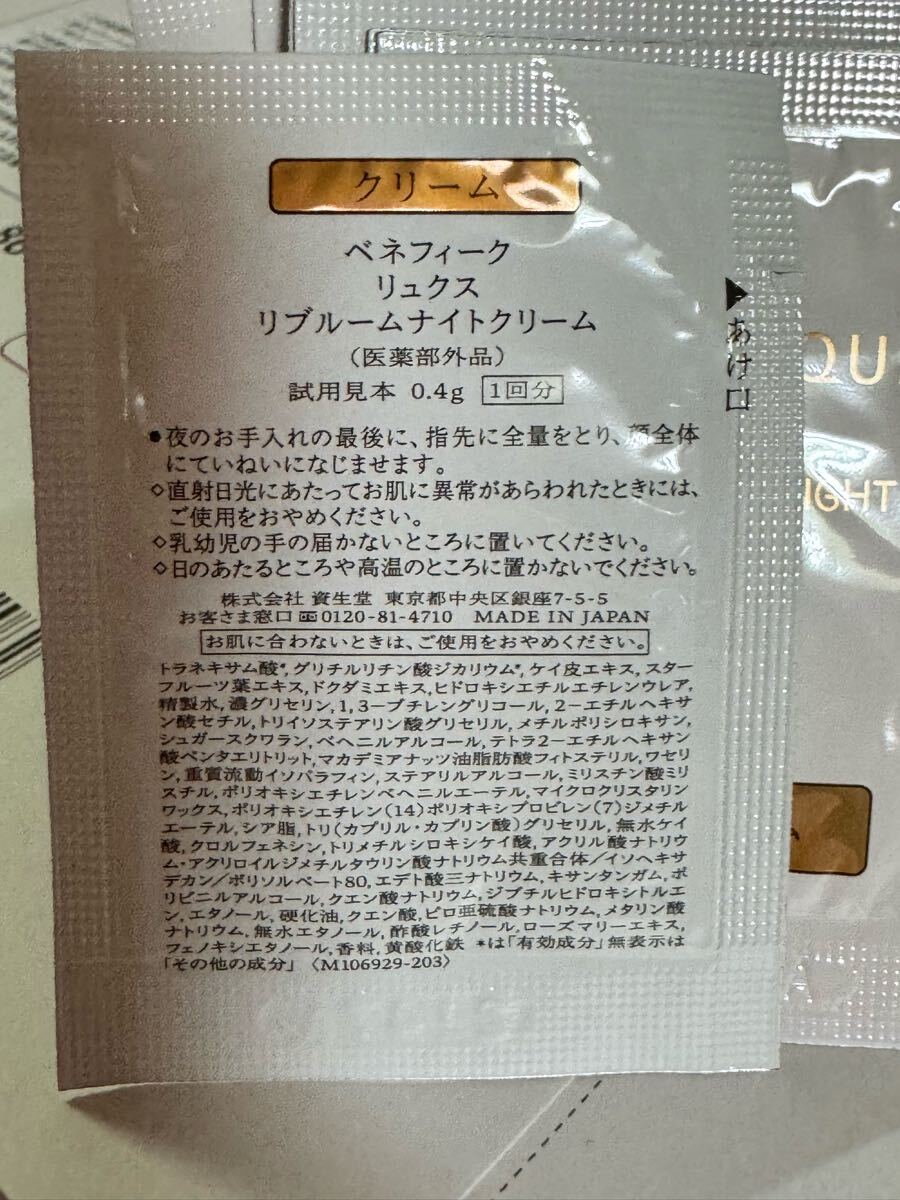 クリーム
ベネフィーク
リュクス
リブルームナイトクリーム
(医薬部外品)
試用見本 0.4g 1回分
●夜のお手入れの最後に、指先に全量をとり、顔全体
にていねいになじませます。
◇直射日光にあたってお肌に異常があらわれたときには、
ご使用をおやめください。
◇乳幼児の手の届かないところに置いてください。
◇日のあたるところや高温のところに置かないでください。
株式会社 資生堂 東京都中央区銀座7-5-5
お客さま窓口 0120-81-4710 MADE IN JAPAN
お肌に合わないときは、ご使用をおやめください。
トラネキサム酸*,グリチルリチン酸ジカリウム*,ケイ皮エキス,スター
フルーツ葉エキス,ドクダミエキス,ヒドロキシエチルエチレンウレア,
精製水,濃グリセリン,1,3−ブチレングリコール,2−エチルヘキサ
ン酸セチル,トリイソステアリン酸グリセリル,メチルポリシロキサン,
シュガースクワラン,ベヘニルアルコール,テトラ2−エチルヘキサン
酸ペンタエリトリット,マカデミアナッツ油脂肪酸フィトステリル,ワセリ
ン,重質流動イソパラフィン,ステアリルアルコール,ミリスチン酸ミリ
スチル,ポリオキシエチレンベヘニルエーテル,マイクロクリスタリン
ワックス,ポリオキシエチレン(14)ポリオキシプロピレン(7)ジメチル
エーテル,シア脂,トリ(カプリル・カプリン酸)グリセリル,無水ケイ
酸,クロルフェネシン,トリメチルシロキシケイ酸,アクリル酸ナトリウ
ム・アクリロイルジメチルタウリン酸ナトリウム共重合体/イソヘキサ
デカン/ポリソルベート80,エデト酸三ナトリウム,キサンタンガム,ポ
リビニルアルコール,クエン酸ナトリウム,ジブチルヒドロキシトルエ
ン,エタノール,硬化油,クエン酸,ピロ亜硫酸ナトリウム,メタリン酸
ナトリウム,無水エタノール,酢酸レチノール,ローズマリーエキス,
フェノキシエタノール,香料,黄酸化鉄 *は「有効成分」無表示は
「その他の成分」〈M106929-203〉
▶あけ口
QU
IGHT